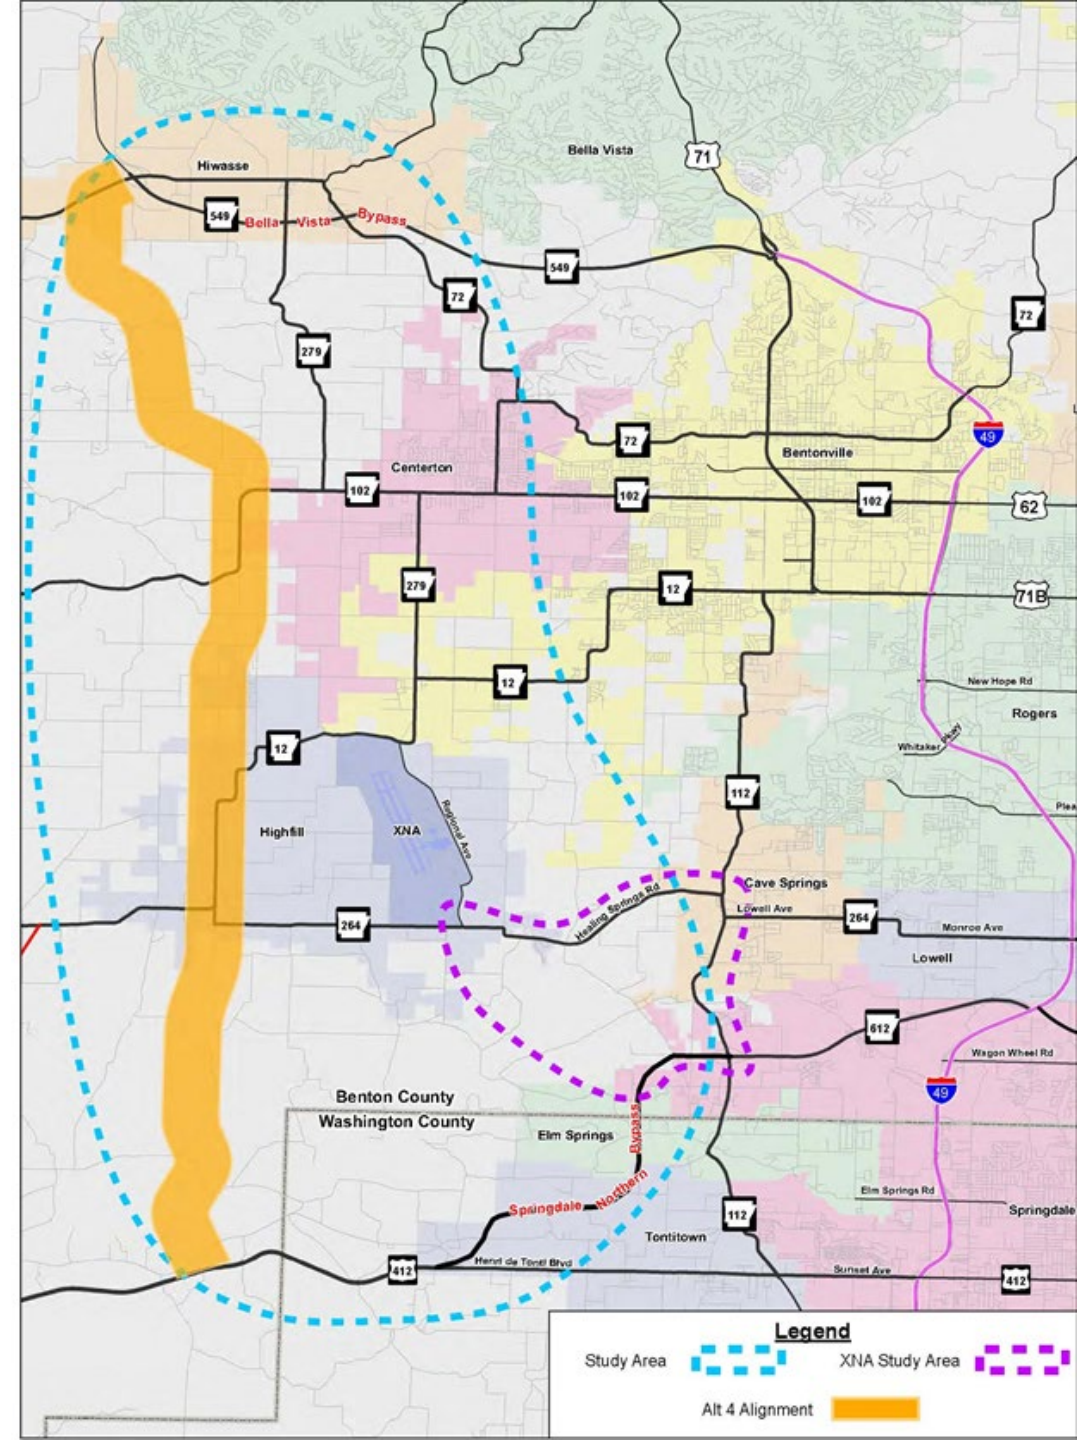 Hiwasse
Bella Vista
71
549
Bella Vista Bypass
549
72
72
279
49
72
Bentonville
Centerton
102
102
102
62
279
12
71B
12
New Hope Rd
Rogers
Whitaker Pkwy
12
112
Regional Ave
Highfill
XNA
Plea
Cave Springs
Healing Springs Rd
Lowell Ave
264
264
Monroe Ave
Lowell
612
Wagon Wheel Rd
49
Benton County
Washington County
Elm Springs
Bypass
Northern
Springdale
Elm Springs Rd
Springdale
112
Tontitown
Henri de Tonti Blvd
412
Sunset Ave
412
Legend
Study Area
XNA Study Area
Alt 4 Alignment